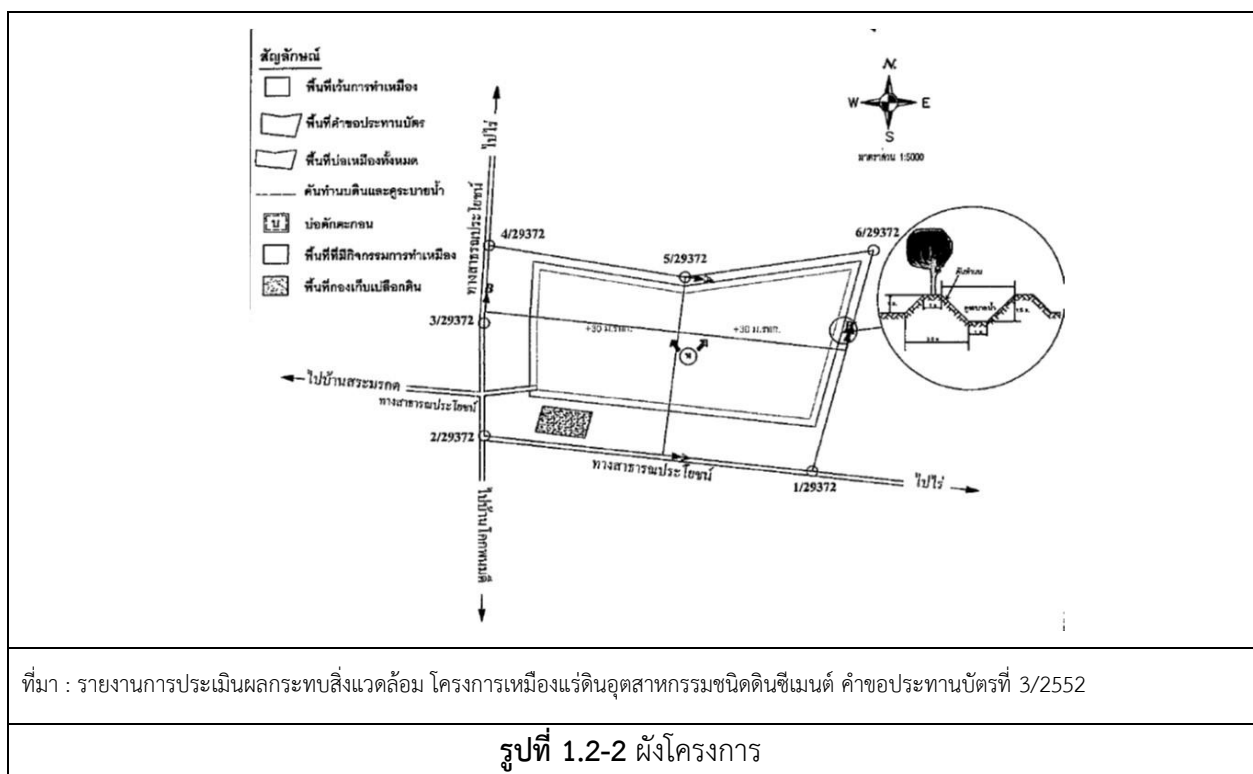 สัญลักษณ์
พื้นที่เว้นการทำเหมือง
พื้นที่คำขอประทานบัตร
พื้นที่บ่อเหมืองทั้งหมด
คันทำนบดินและคูระบายน้ำ
บ่อดักตะกอน
พื้นที่ที่มีกิจกรรมการทำเหมือง
พื้นที่กองเก็บเปลือกดิน
N.
W
E
S
มาตราส่วน 1:5000
ไปไร่
ทางสาธารณประโยชน์
4/29372
5/29372
6/29372
B
3/29372
+30 ม.รทก.
+30 ม.รทก.
คูระบายน้ำ
ไปบ้านสระมรกต
ทางสาธารณประโยชน์
2/29372
ทางสาธารณประโยชน์
1/29372
ไปไร่
ไปบ้านโคกพนมดี
ที่มา : รายงานการประเมินผลกระทบสิ่งแวดล้อม โครงการเหมืองแร่ดินอุตสาหกรรมชนิดดินซีเมนต์ คำขอประทานบัตรที่ 3/2552
รูปที่ 1.2-2 ผังโครงการ